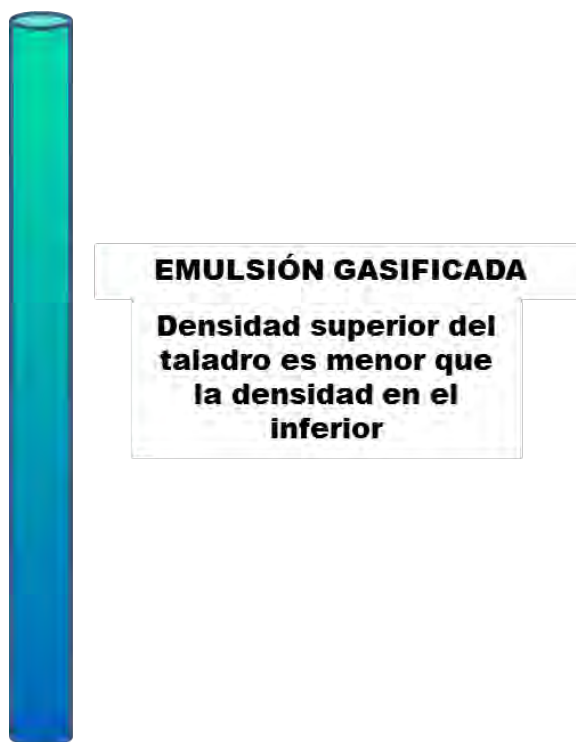 EMULSIÓN GASIFICADA
Densidad superior del
taladro es menor que
la densidad en el
inferior